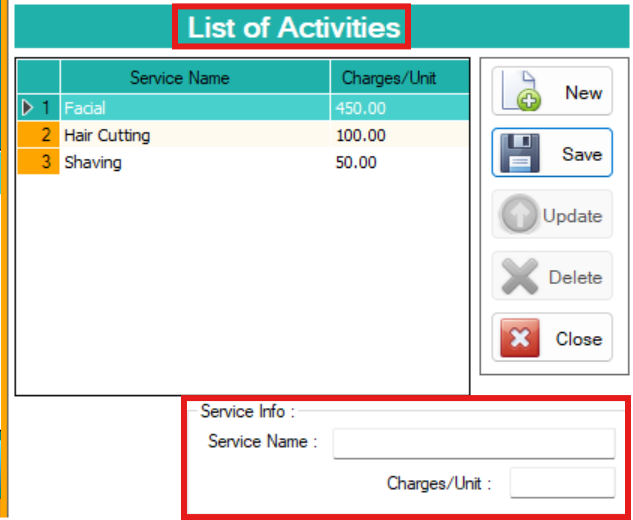 List of Activities
Service Name Charges/Unit
1 Facial 450.00
2 Hair Cutting 100.00
3 Shaving 50.00
New
Save
Update
Delete
Close
Service Info :
Service Name :
Charges/Unit :